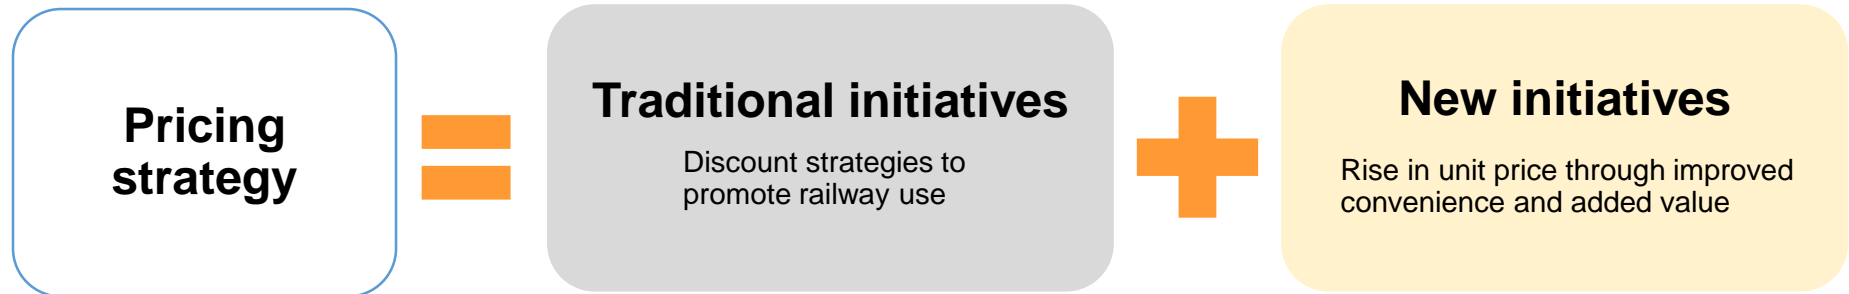 Pricing
strategy
Traditional initiatives
Discount strategies to
promote railway use
New initiatives
Rise in unit price through improved
convenience and added value